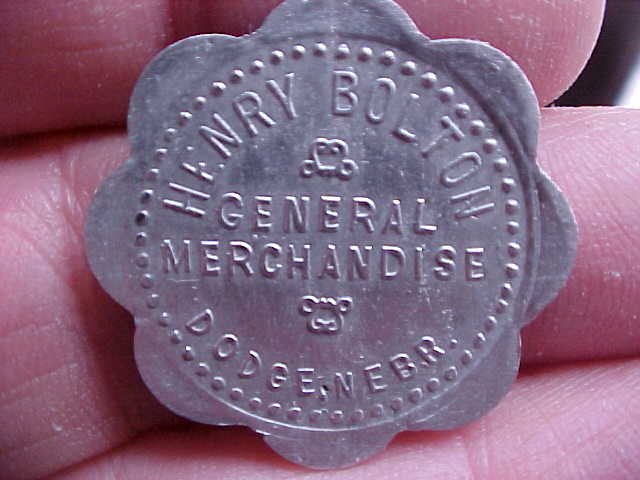 HENRY BOLTON
GENERAL
MERCHANDISE
DODGE, NEBR.